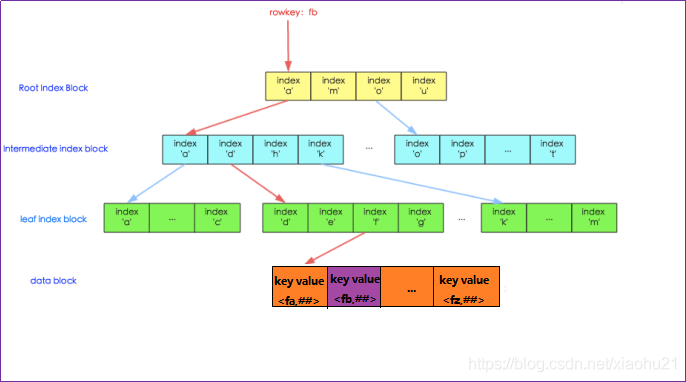 rowkey: fb
Root Index Block
index 'a' index 'm' index 'o' index 'u'
Intermediate index block
index 'a' index 'd' index 'h' index 'k' ... index 'o' index 'p' ... index 't'
leaf index block
index 'a' ... index 'c' index 'd' index 'e' index 'f' index 'g' ... index 'k' ... index 'm'
data block
key value <fa,##> key value <fb,##> ... key value <fz,##>
https://blog.csdn.net/xiaohu21